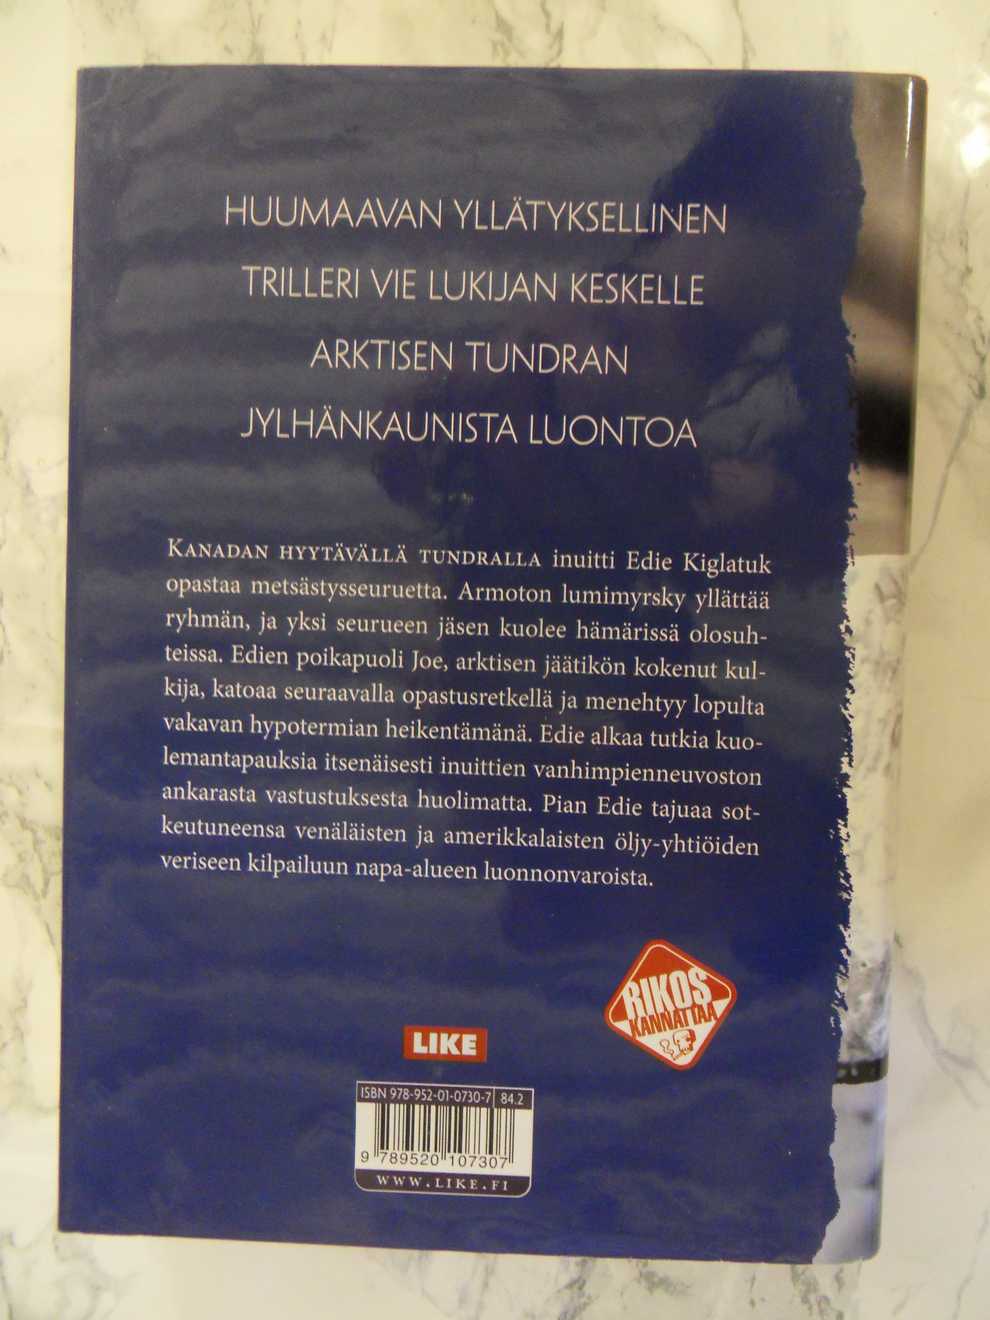 HUUMAAVAN YLLÄTYKSELLINEN
TRILLERI VIE LUKIJAN KESKELLE
ARKTISEN TUNDRAN
JYLHÄNKAUNISTA LUONTOA
KANADAN HYYTÄVÄLLÄ TUNDRALLA inuitti Edie Kiglatuk
opastaa metsästysseuruetta. Armoton lumimyrsky yllättää
ryhmän, ja yksi seurueen jäsen kuolee hämärissä olosuh-
teissa. Edien poikapuoli Joe, arktisen jäätikön kokenut kul-
kija, katoaa seuraavalla opastusretkellä ja menehtyy lopulta
vakavan hypotermian heikentämänä. Edie alkaa tutkia kuo-
lemantapauksia itsenäisesti inuittien vanhimpienneuvoston
ankarasta vastustuksesta huolimatta. Pian Edie tajuaa sot-
keutuneensa venäläisten ja amerikkalaisten öljy-yhtiöiden
veriseen kilpailuun napa-alueen luonnonvaroista.
RIKOS
KANNATTAA
LIKE
ISBN 978-952-01-0730-7 84.2
9 789520 107307
WWW.LIKE.FI